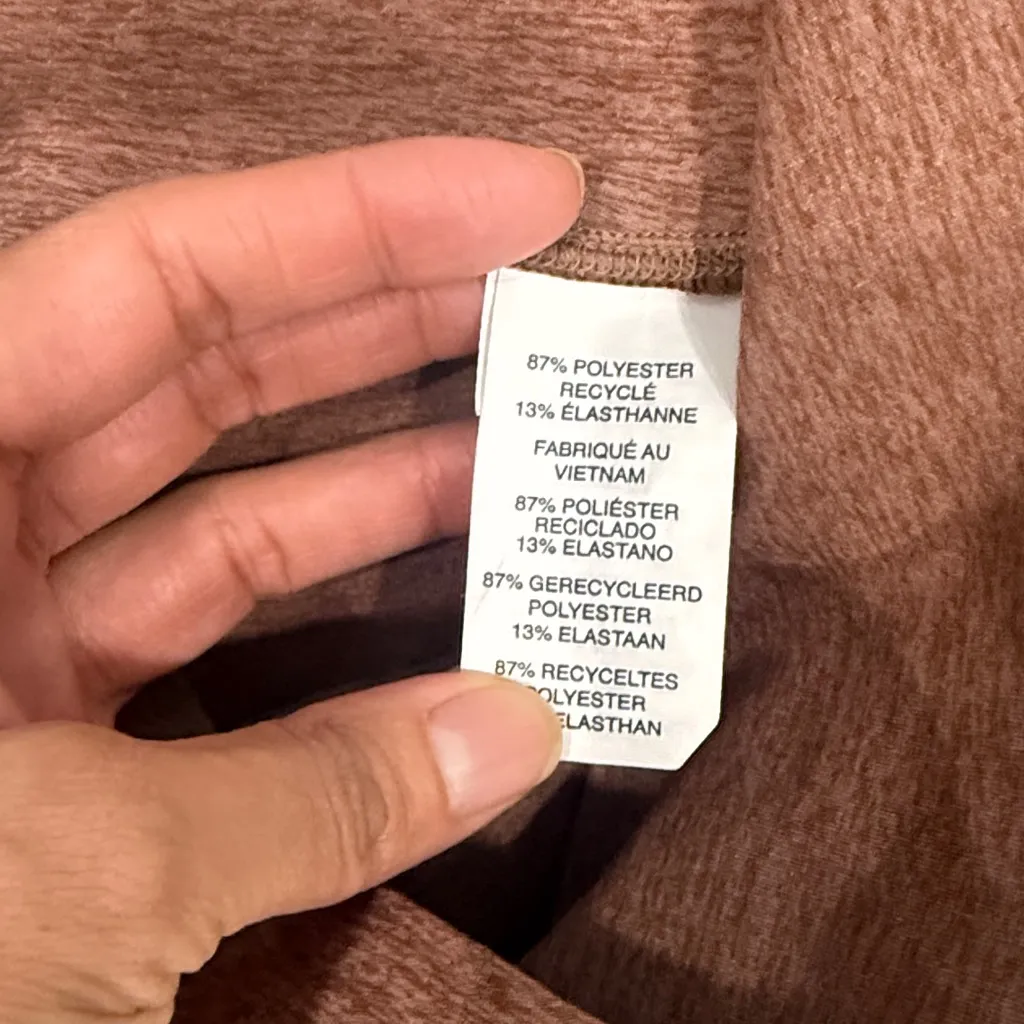 87% POLYESTER
RECYCLÉ
13% ÉLASTHANNE
FABRIQUÉ AU
VIETNAM
87% POLIÉSTER
RECICLADO
13% ELASTANO
87% GERECYCLEERD
POLYESTER
13% ELASTAAN
87% RECYCELTES
OLYESTER
ELASTHAN